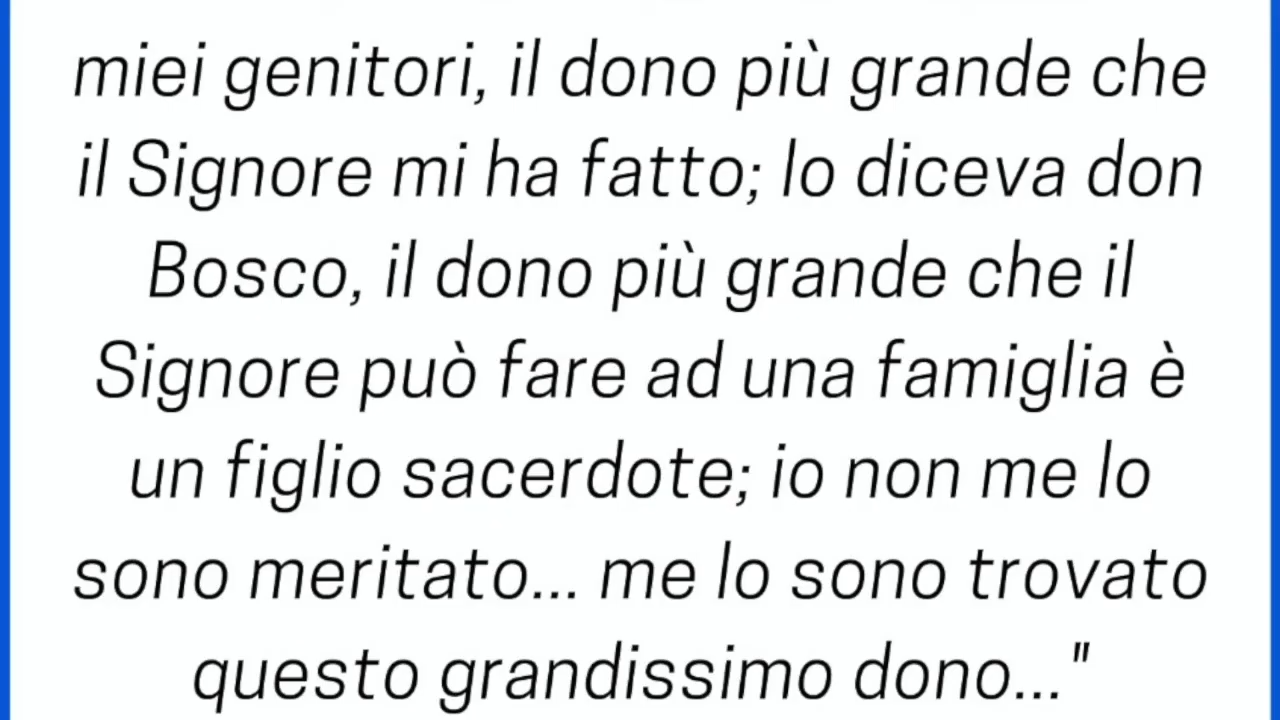 miei genitori, il dono più grande che
il Signore mi ha fatto; lo diceva don
Bosco, il dono più grande che il
Signore può fare ad una famiglia è
un figlio sacerdote; io non me lo
sono meritato... me lo sono trovato
questo grandissimo dono..."